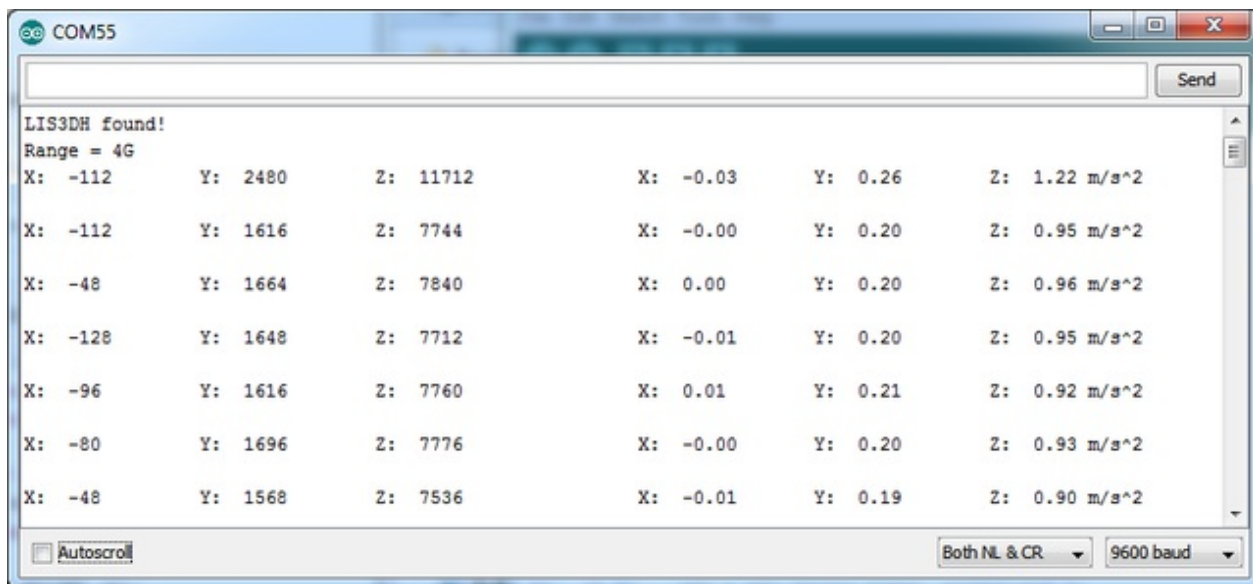 COM55
Send
LIS3DH found!
Range = 4G
X: -112 Y: 2480 Z: 11712 X: -0.03 Y: 0.26 Z: 1.22 m/s^2
X: -112 Y: 1616 Z: 7744 X: -0.00 Y: 0.20 Z: 0.95 m/s^2
X: -48 Y: 1664 Z: 7840 X: 0.00 Y: 0.20 Z: 0.96 m/s^2
X: -128 Y: 1648 Z: 7712 X: -0.01 Y: 0.20 Z: 0.95 m/s^2
X: -96 Y: 1616 Z: 7760 X: 0.01 Y: 0.21 Z: 0.92 m/s^2
X: -80 Y: 1696 Z: 7776 X: -0.00 Y: 0.20 Z: 0.93 m/s^2
X: -48 Y: 1568 Z: 7536 X: -0.01 Y: 0.19 Z: 0.90 m/s^2
Autoscroll Both NL & CR 9600 baud